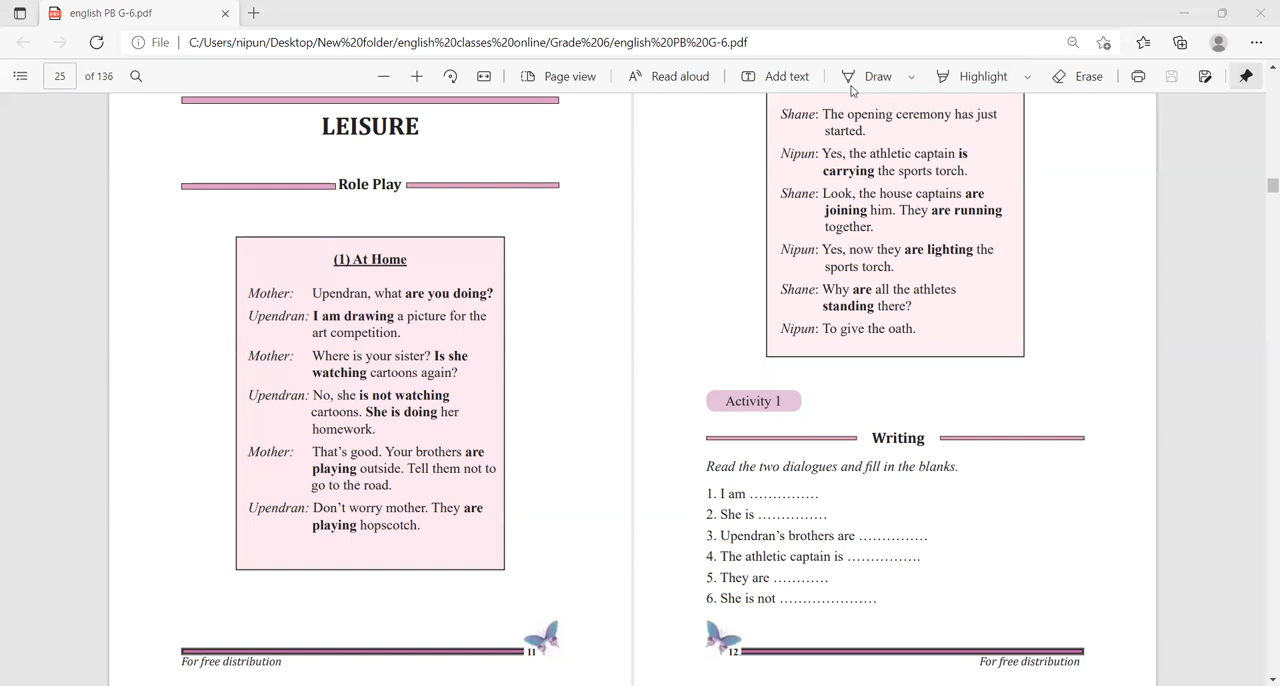 english PB G-6.pdf
File
C:/Users/nipun/Desktop/New%20folder/english%20classes%20online/Grade%206/english%20PB%20G-6.pdf
25 of 136
Page view
Read aloud
Add text
Draw
Highlight
Erase
LEISURE
Role Play
(1) At Home
Mother: Upendran, what are you doing?
Upendran: I am drawing a picture for the
art competition.
Mother: Where is your sister? Is she
watching cartoons again?
Upendran: No, she is not watching
cartoons. She is doing her
homework.
Mother: That's good. Your brothers are
playing outside. Tell them not to
go to the road.
Upendran: Don't worry mother. They are
playing hopscotch.
11
For free distribution
Shane: The opening ceremony has just
started.
Nipun: Yes, the athletic captain is
carrying the sports torch.
Shane: Look, the house captains are
joining him. They are running
together.
Nipun: Yes, now they are lighting the
sports torch.
Shane: Why are all the athletes
standing there?
Nipun: To give the oath.
Activity 1
Writing
Read the two dialogues and fill in the blanks.
1. I am ...............
2. She is ...............
3. Upendran's brothers are ...............
4. The athletic captain is ................
5. They are ............
6. She is not .....................
12
For free distribution